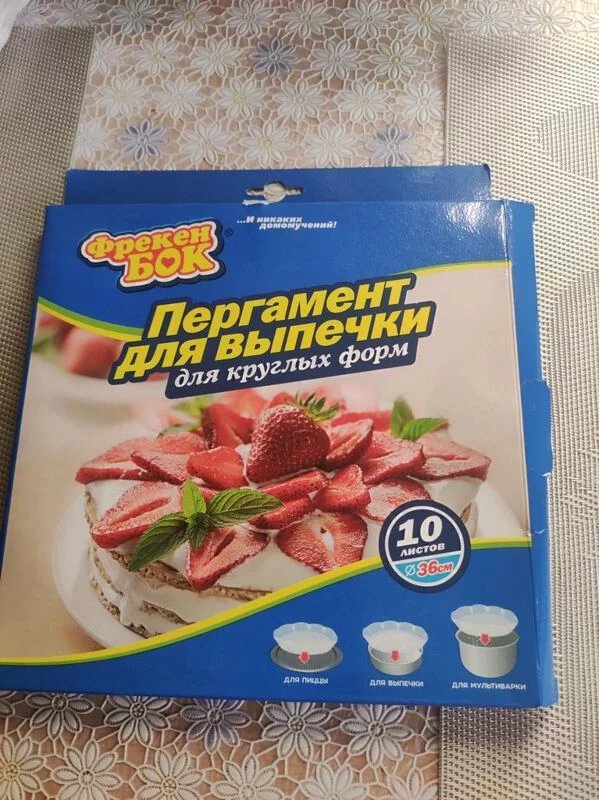 ...И никаких
домомучений!
Фрекен
БОК®
Пергамент
для выпечки
для круглых форм
10
листов
⌀36см
для пиццы
для выпечки
для мультиварки